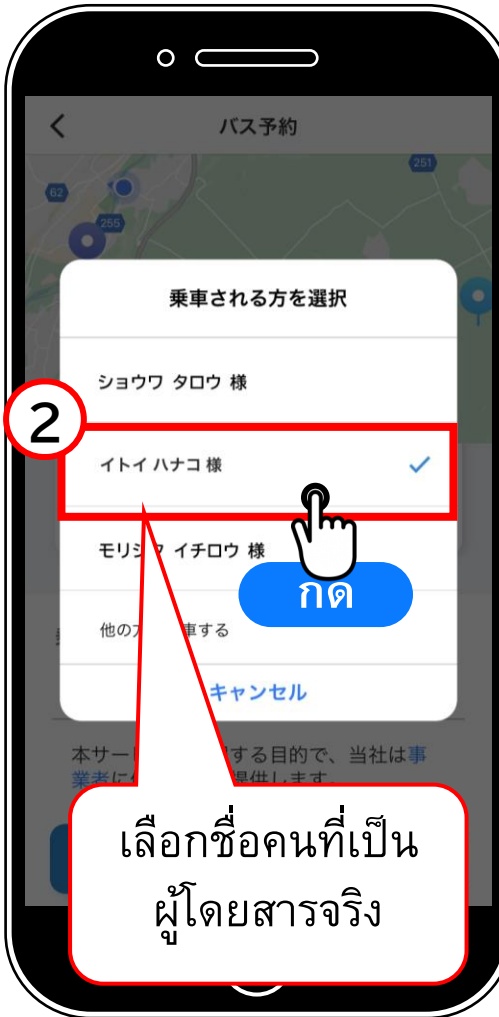 バス予約
251
62
255
乗車される方を選択
ショウワ タロウ 様
2
イトイ ハナコ 様
モリシタ イチロウ 様
กด
他の方 乗車する
キャンセル
本サー する目的で、当社は事
業者に 提供します。
เลือกชื่อคนที่เป็น
ผู้โดยสารจริง